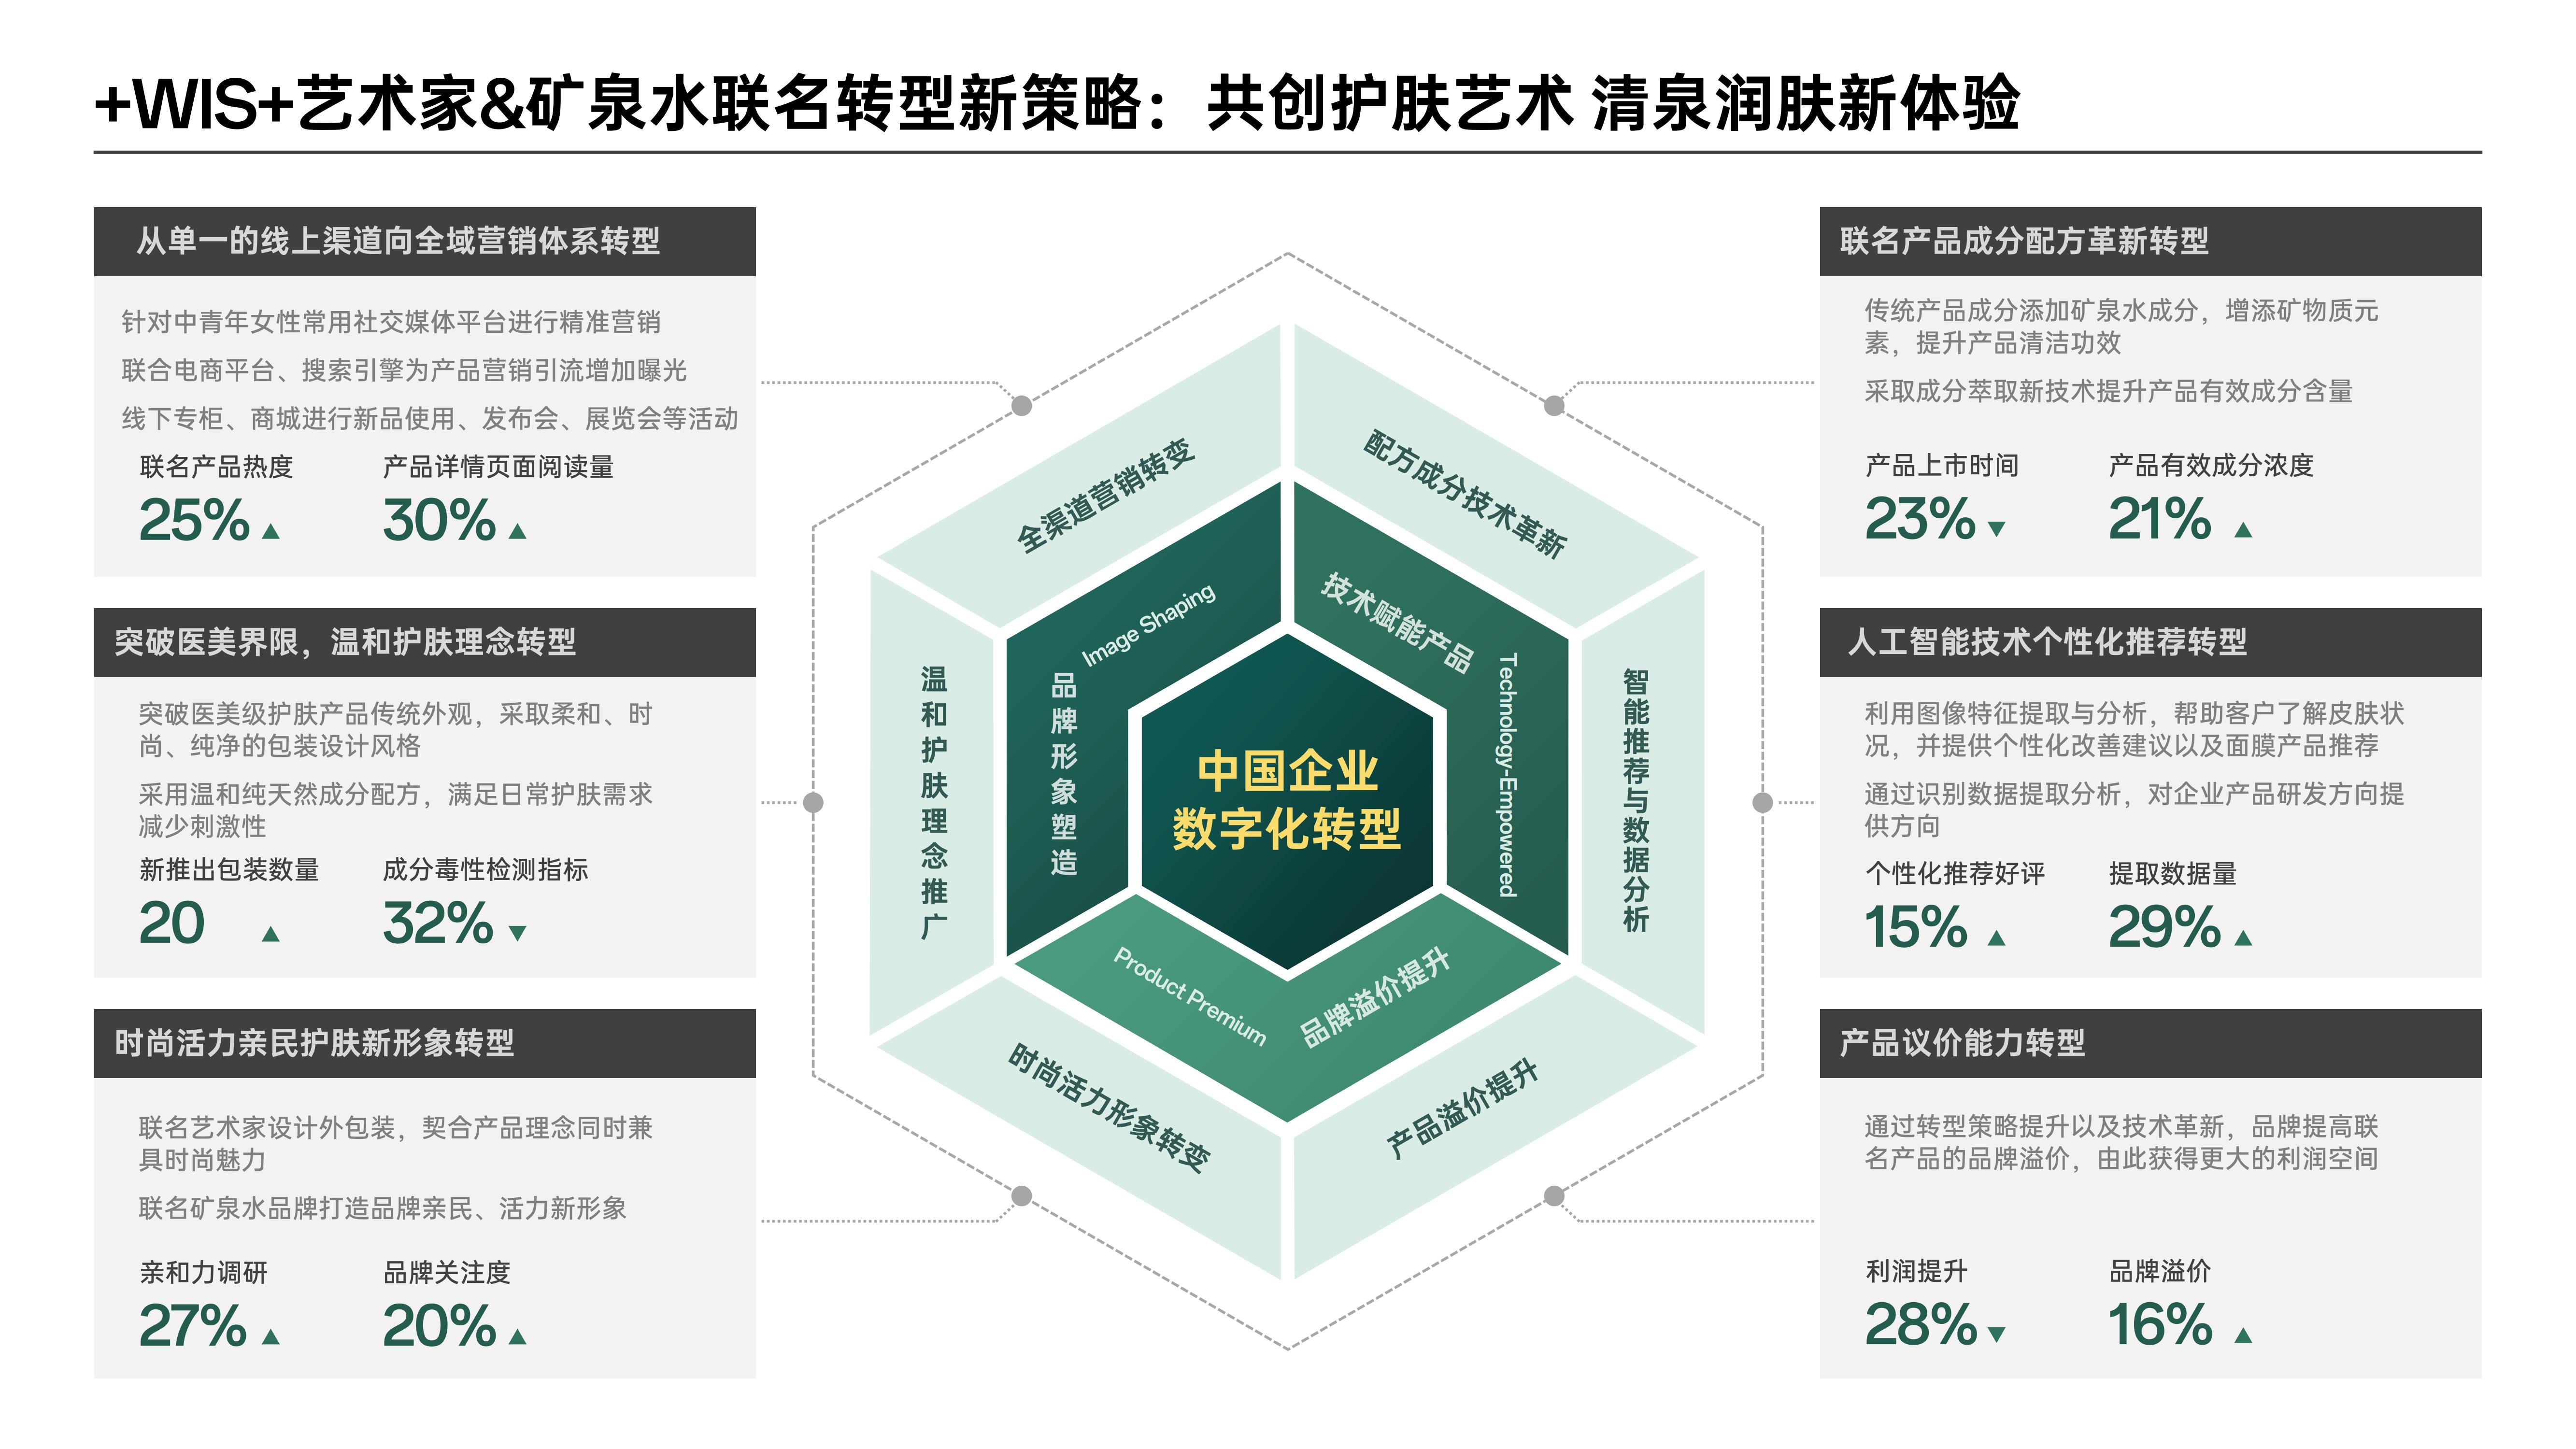 +WIS+艺术家&矿泉水联名转型新策略：共创护肤艺术 清泉润肤新体验
从单一的线上渠道向全域营销体系转型
针对中青年女性常用社交媒体平台进行精准营销
联合电商平台、搜索引擎为产品营销引流增加曝光
线下专柜、商城进行新品使用、发布会、展览会等活动
联名产品热度
产品详情页面阅读量
25% ▲
30% ▲
突破医美界限，温和护肤理念转型
突破医美级护肤产品传统外观，采取柔和、时
尚、纯净的包装设计风格
采用温和纯天然成分配方，满足日常护肤需求
减少刺激性
新推出包装数量
成分毒性检测指标
20 ▲
32% ▼
时尚活力亲民护肤新形象转型
联名艺术家设计外包装，契合产品理念同时兼
具时尚魅力
联名矿泉水品牌打造品牌亲民、活力新形象
亲和力调研
品牌关注度
27% ▲
20% ▲
全渠道营销转变
配方成分技术革新
温和护肤理念推广
智能推荐与数据分析
时尚活力形象转变
产品溢价提升
Image Shaping
品牌形象塑造
技术赋能产品
Technology-Empowered
Product Premium
品牌溢价提升
中国企业
数字化转型
联名产品成分配方革新转型
传统产品成分添加矿泉水成分，增添矿物质元
素，提升产品清洁功效
采取成分萃取新技术提升产品有效成分含量
产品上市时间
产品有效成分浓度
23% ▼
21% ▲
人工智能技术个性化推荐转型
利用图像特征提取与分析，帮助客户了解皮肤状
况，并提供个性化改善建议以及面膜产品推荐
通过识别数据提取分析，对企业产品研发方向提
供方向
个性化推荐好评
提取数据量
15% ▲
29% ▲
产品议价能力转型
通过转型策略提升以及技术革新，品牌提高联
名产品的品牌溢价，由此获得更大的利润空间
利润提升
品牌溢价
28% ▼
16% ▲